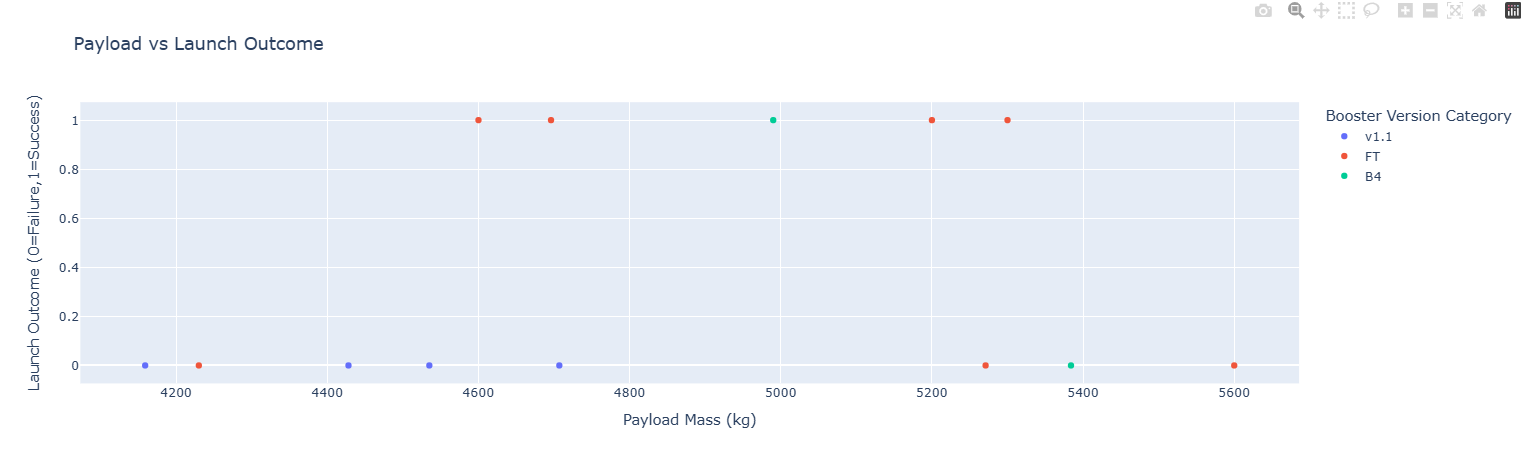 Payload vs Launch Outcome
Launch Outcome (0=Failure,1=Success)
1
0.8
0.6
0.4
0.2
0
4200
4400
4600
4800
5000
5200
5400
5600
Payload Mass (kg)
Booster Version Category
v1.1
FT
B4